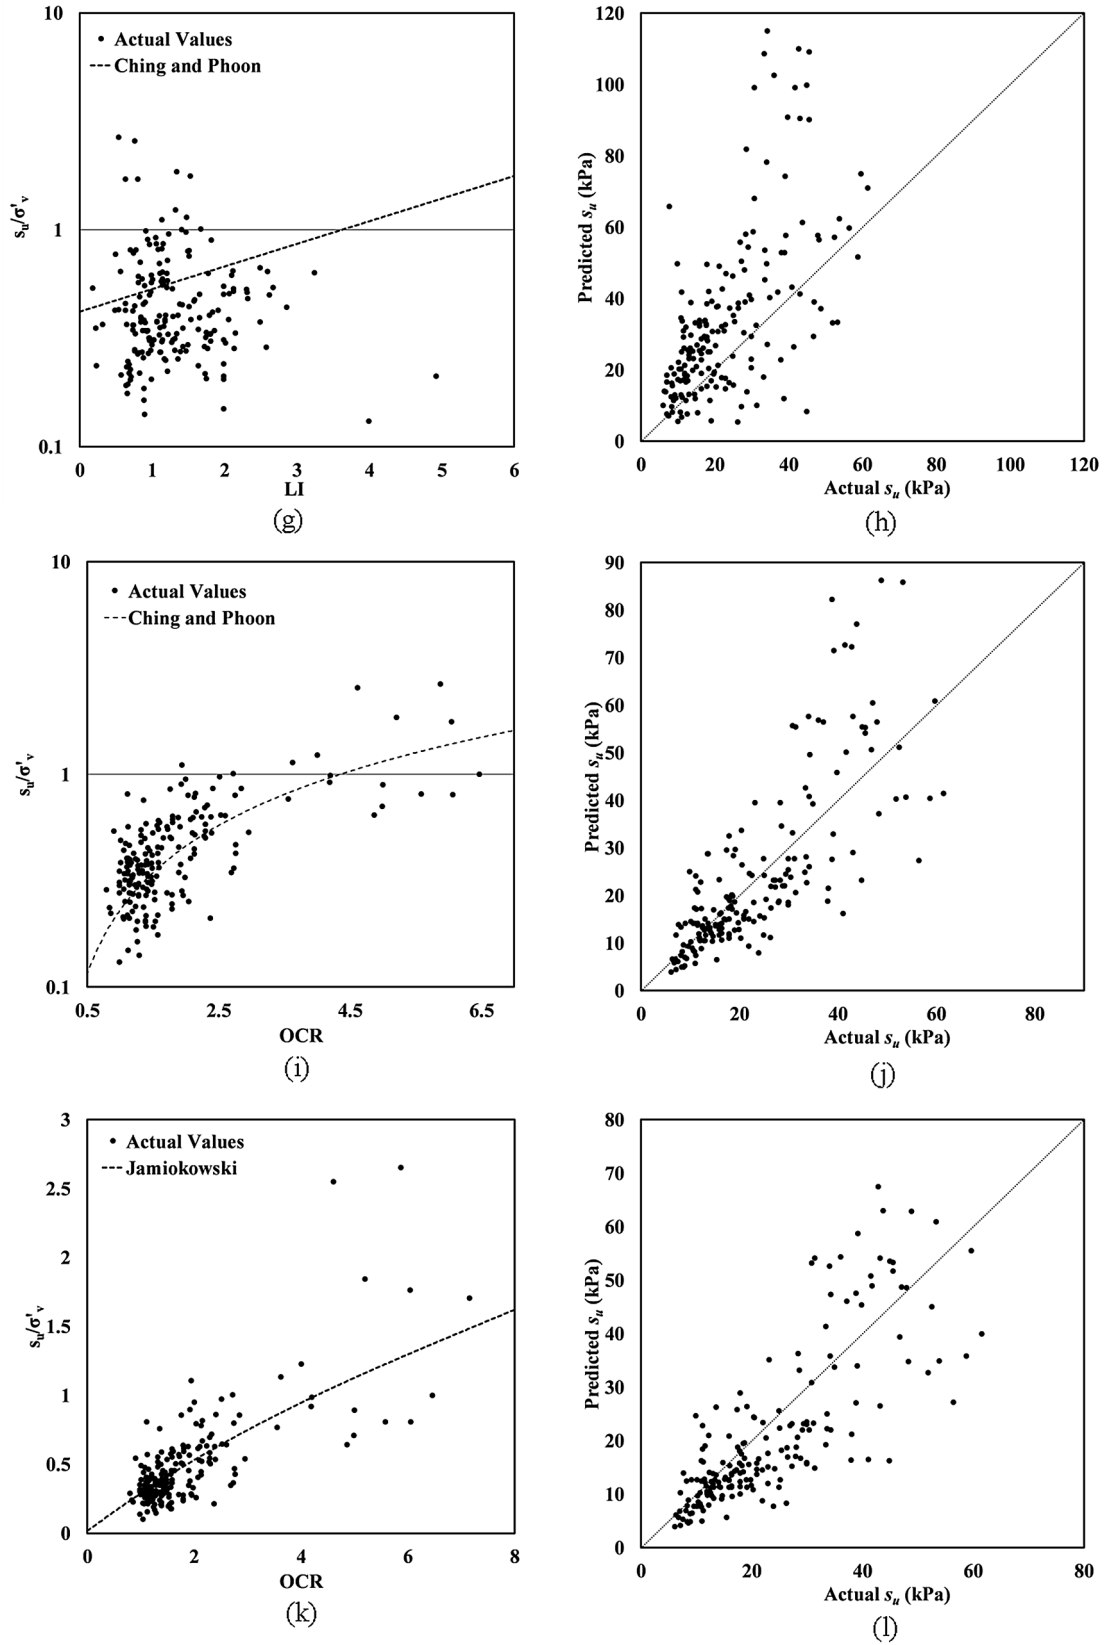 10
1
0.1
s_u/σ'_v
Actual Values
Ching and Phoon
0 1 2 3 4 5 6
LI
(g)
120
100
80
60
40
20
0
Predicted s_u (kPa)
0 20 40 60 80 100 120
Actual s_u (kPa)
(h)
10
1
0.1
s_u/σ'_v
Actual Values
Ching and Phoon
0.5 2.5 4.5 6.5
OCR
(i)
90
80
70
60
50
40
30
20
10
0
Predicted s_u (kPa)
0 20 40 60 80
Actual s_u (kPa)
(j)
3
2.5
2
1.5
1
0.5
0
s_u/σ'_v
Actual Values
Jamiokowski
0 2 4 6 8
OCR
(k)
80
70
60
50
40
30
20
10
0
Predicted s_u (kPa)
0 20 40 60 80
Actual s_u (kPa)
(l)